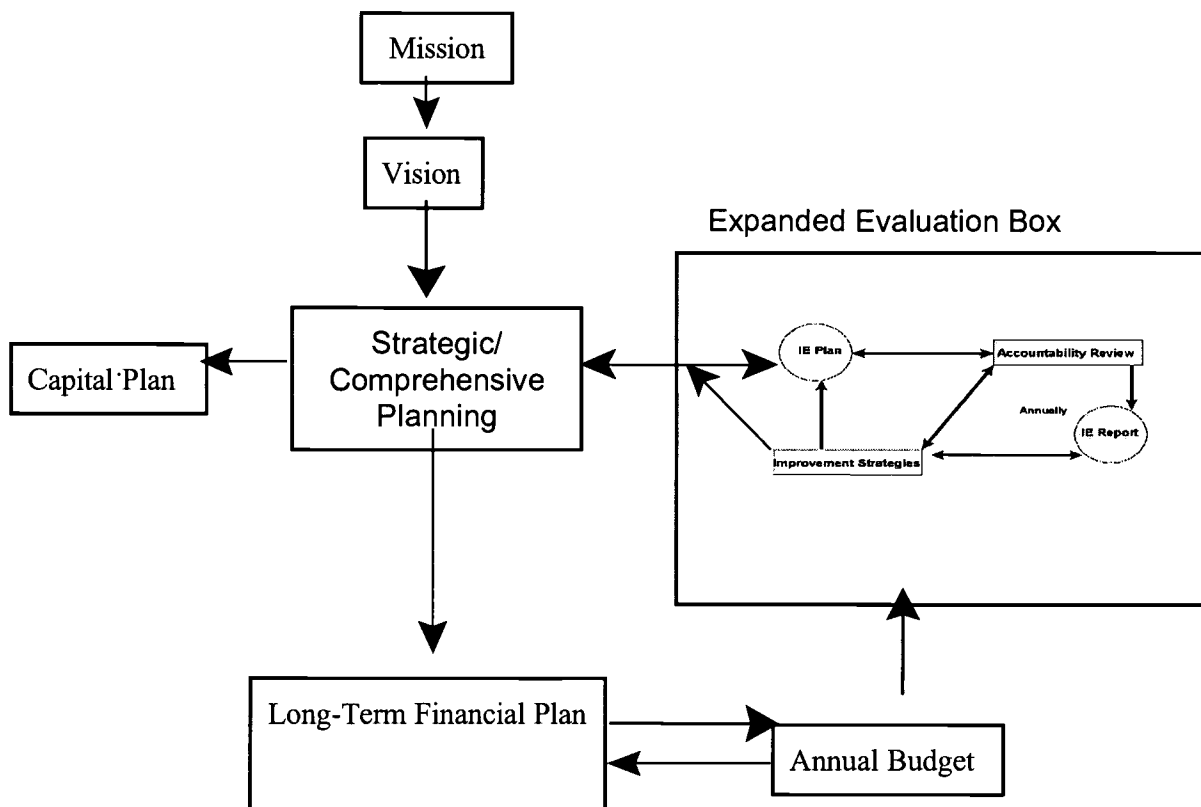 Mission
Vision
Expanded Evaluation Box
Strategic/
Comprehensive
Planning
Capital Plan
IE Plan
Accountability Review
Annually
IE Report
Improvement Strategies
Long-Term Financial Plan
Annual Budget